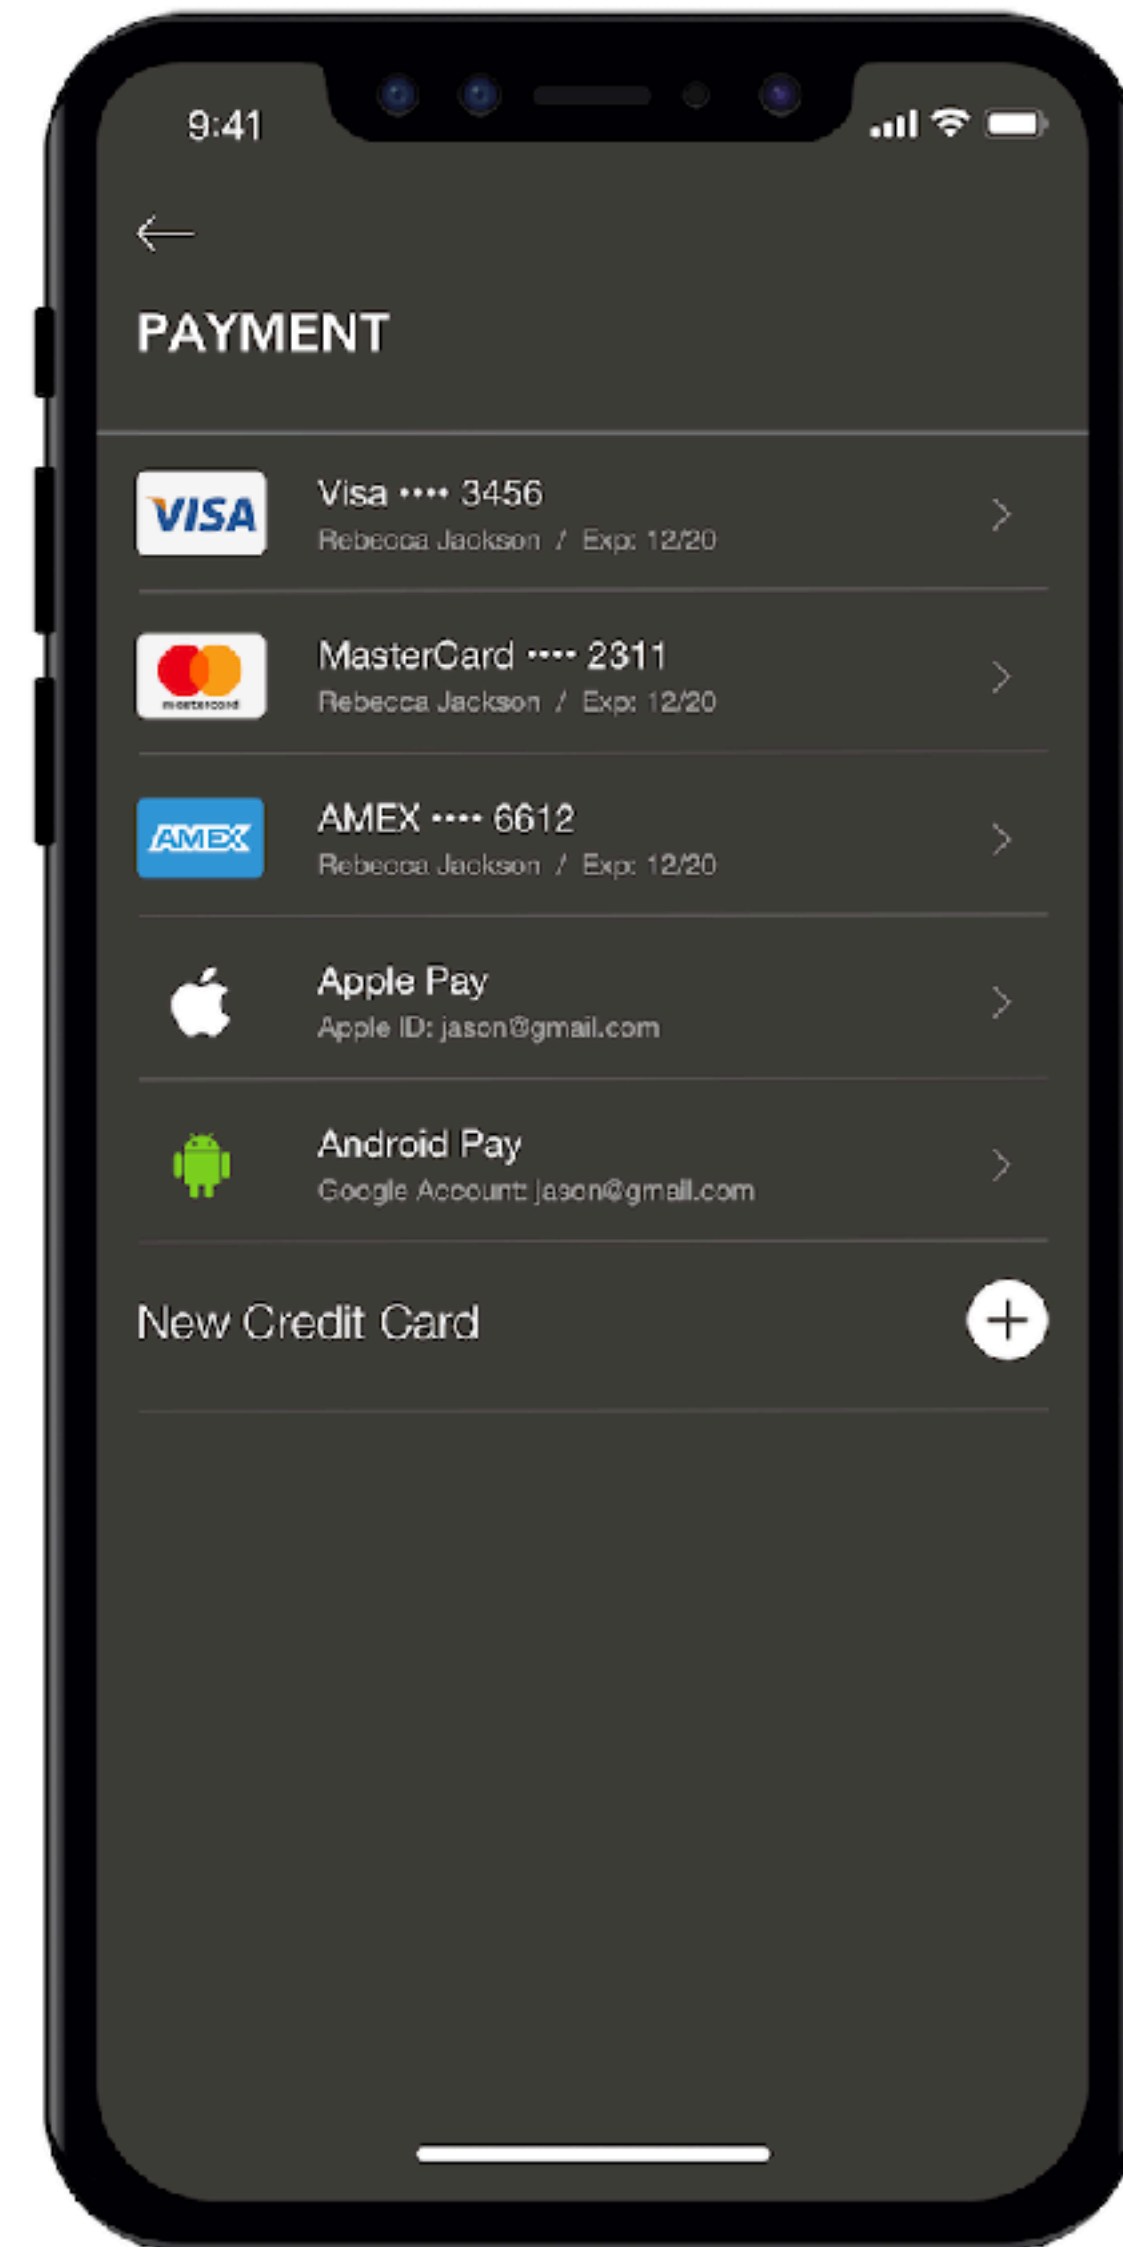 9:41
PAYMENT
VISA
Visa •••• 3456
Rebecca Jackson / Exp: 12/20
mastercard
MasterCard •••• 2311
Rebecca Jackson / Exp: 12/20
AMEX
AMEX •••• 6612
Rebecca Jackson / Exp: 12/20
Apple Pay
Apple ID: jason@gmail.com
Android Pay
Google Account: jason@gmail.com
New Credit Card